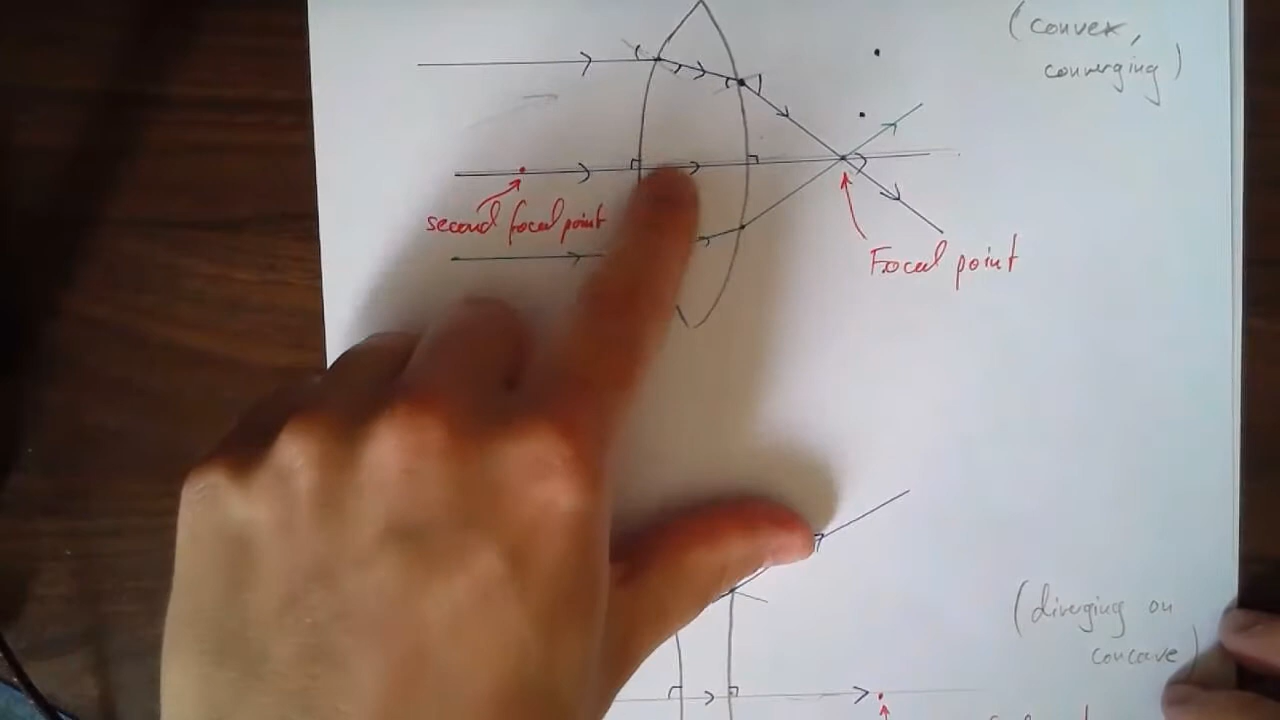 (convex,
converging)
second focal point
Focal point
(diverging or
concave)